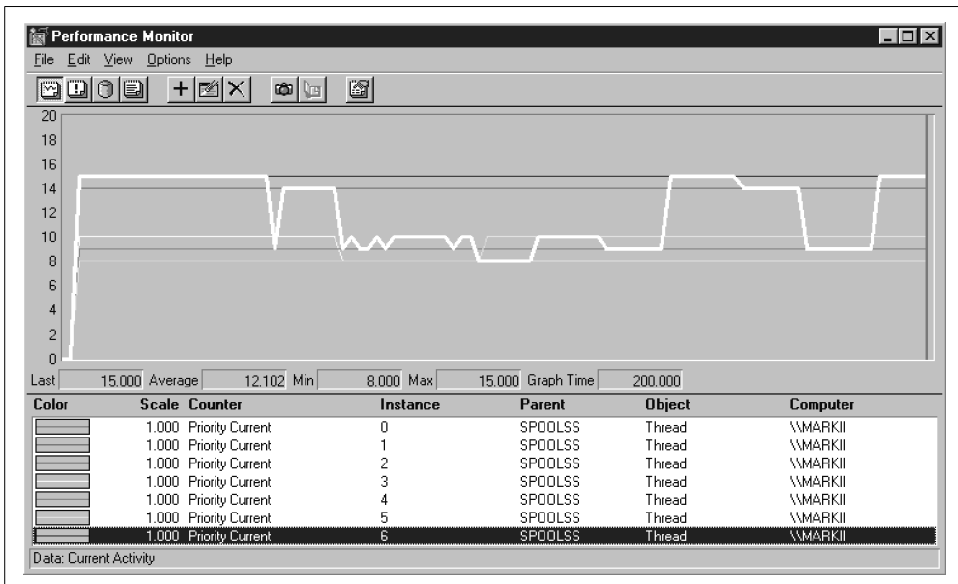 Performance Monitor
File Edit View Options Help
20
18
16
14
12
10
8
6
4
2
0
Last 15.000 Average 12.102 Min 8.000 Max 15.000 Graph Time 200.000
Color Scale Counter Instance Parent Object Computer
1.000 Priority Current 0 SPOOLSS Thread \\MARKII
1.000 Priority Current 1 SPOOLSS Thread \\MARKII
1.000 Priority Current 2 SPOOLSS Thread \\MARKII
1.000 Priority Current 3 SPOOLSS Thread \\MARKII
1.000 Priority Current 4 SPOOLSS Thread \\MARKII
1.000 Priority Current 5 SPOOLSS Thread \\MARKII
1.000 Priority Current 6 SPOOLSS Thread \\MARKII
Data: Current Activity